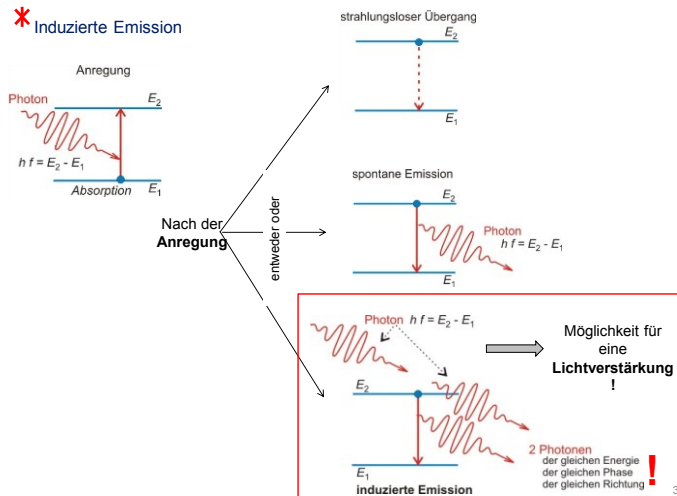 * Induzierte Emission
Anregung
Photon
E2
h f = E2 - E1
Absorption
E1
Nach der
Anregung
entweder oder
strahlungsloser Übergang
E2
E1
spontane Emission
E2
Photon
h f = E2 - E1
E1
Photon h f = E2 - E1
Möglichkeit für
eine
Lichtverstärkung
!
E2
2 Photonen
der gleichen Energie
der gleichen Phase
der gleichen Richtung !
E1
induzierte Emission
3